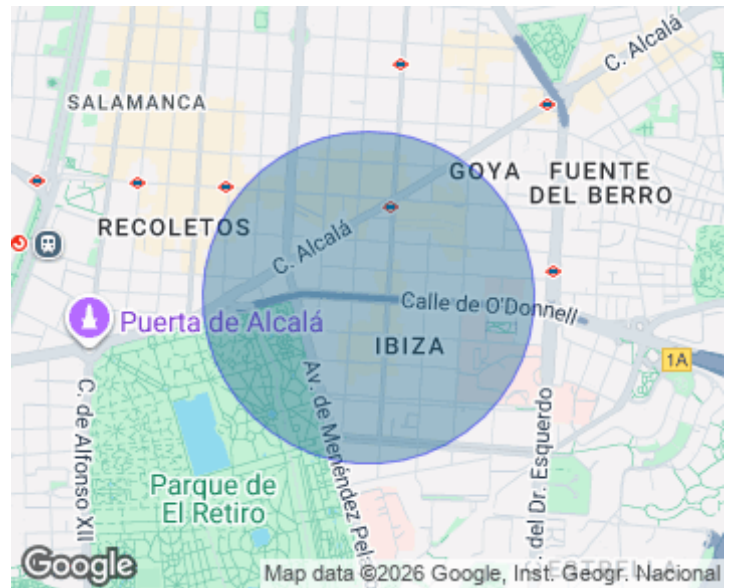 C. Alcalá
SALAMANCA
GOYA
FUENTE
DEL BERRO
RECOLETOS
C. Alcalá
Puerta de Alcalá
Calle de O'Donnell
IBIZA
1A
C. de Alfonso XII
Av. de Menéndez Pela
. del Dr. Esquerdo
Parque de
El Retiro
Google
Map data ©2026 Google, Inst. Geogr. Nacional